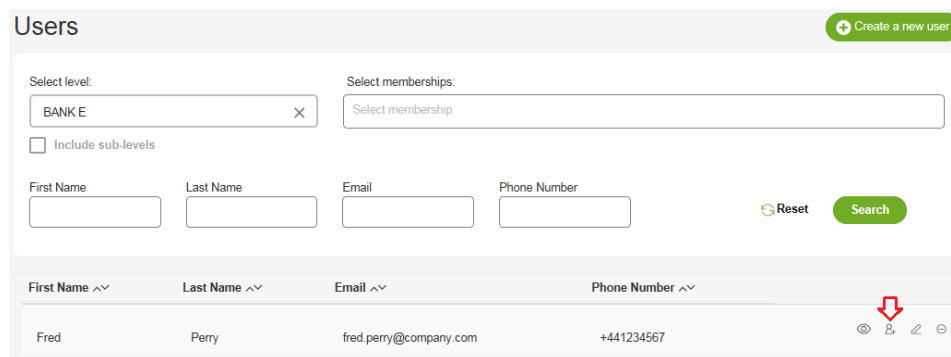 Users
Create a new user
Select level:
Select memberships:
BANK E
Select membership
Include sub-levels
First Name
Last Name
Email
Phone Number
Reset
Search
First Name
Last Name
Email
Phone Number
Fred
Perry
fred.perry@company.com
+441234567